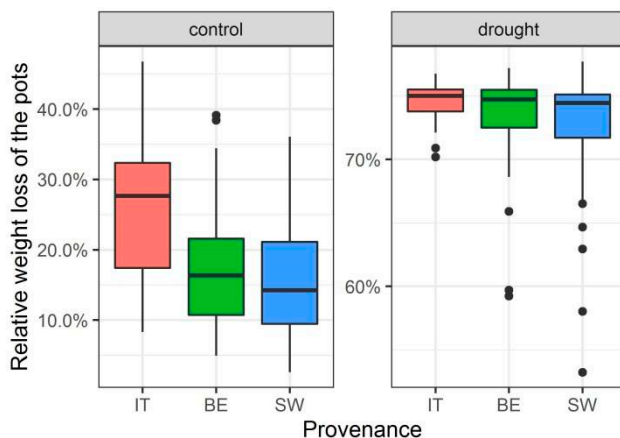 control
drought
Relative weight loss of the pots
40.0%
30.0%
20.0%
10.0%
70%
60%
IT BE SW
IT BE SW
Provenance